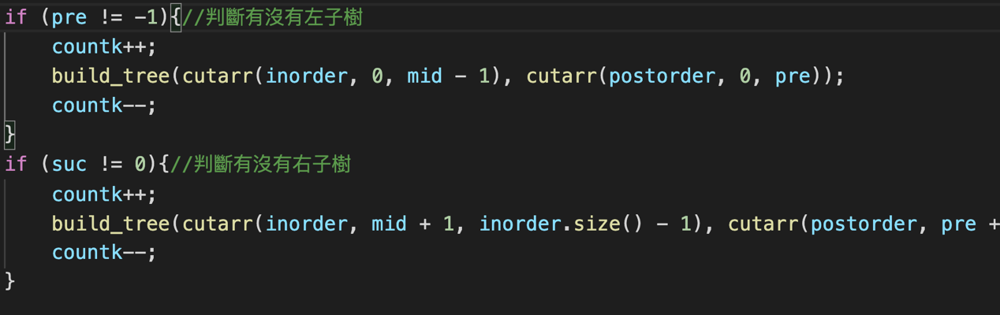 if (pre != -1){//判斷有沒有左子樹
    countk++;
    build_tree(cutarr(inorder, 0, mid - 1), cutarr(postorder, 0, pre));
    countk--;
}
if (suc != 0){//判斷有沒有右子樹
    countk++;
    build_tree(cutarr(inorder, mid + 1, inorder.size() - 1), cutarr(postorder, pre +
    countk--;
}